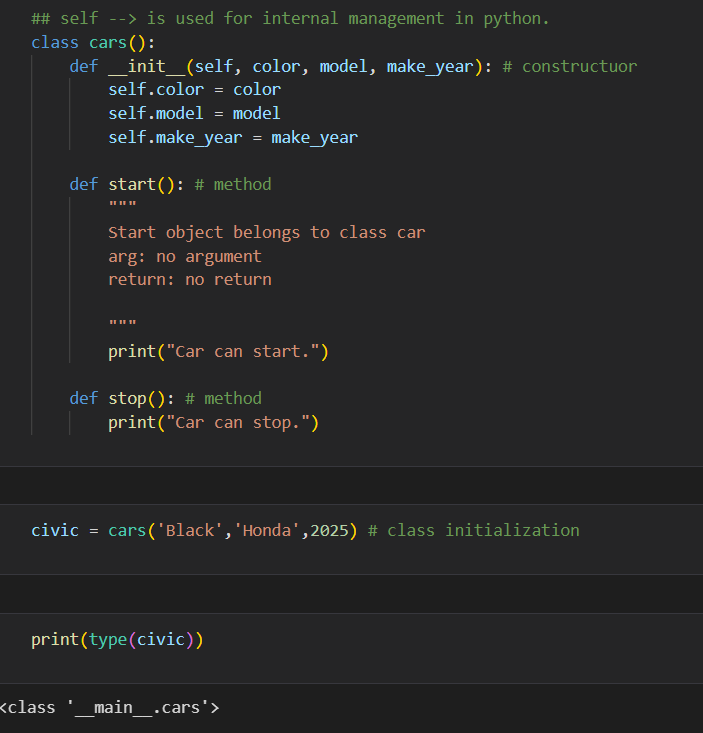 ## self --> is used for internal management in python.
class cars():
    def __init__(self, color, model, make_year): # constructuor
        self.color = color
        self.model = model
        self.make_year = make_year

    def start(): # method
        """
        Start object belongs to class car
        arg: no argument
        return: no return

        """
        print("Car can start.")

    def stop(): # method
        print("Car can stop.")

civic = cars('Black','Honda',2025) # class initialization

print(type(civic))

<class '__main__.cars'>